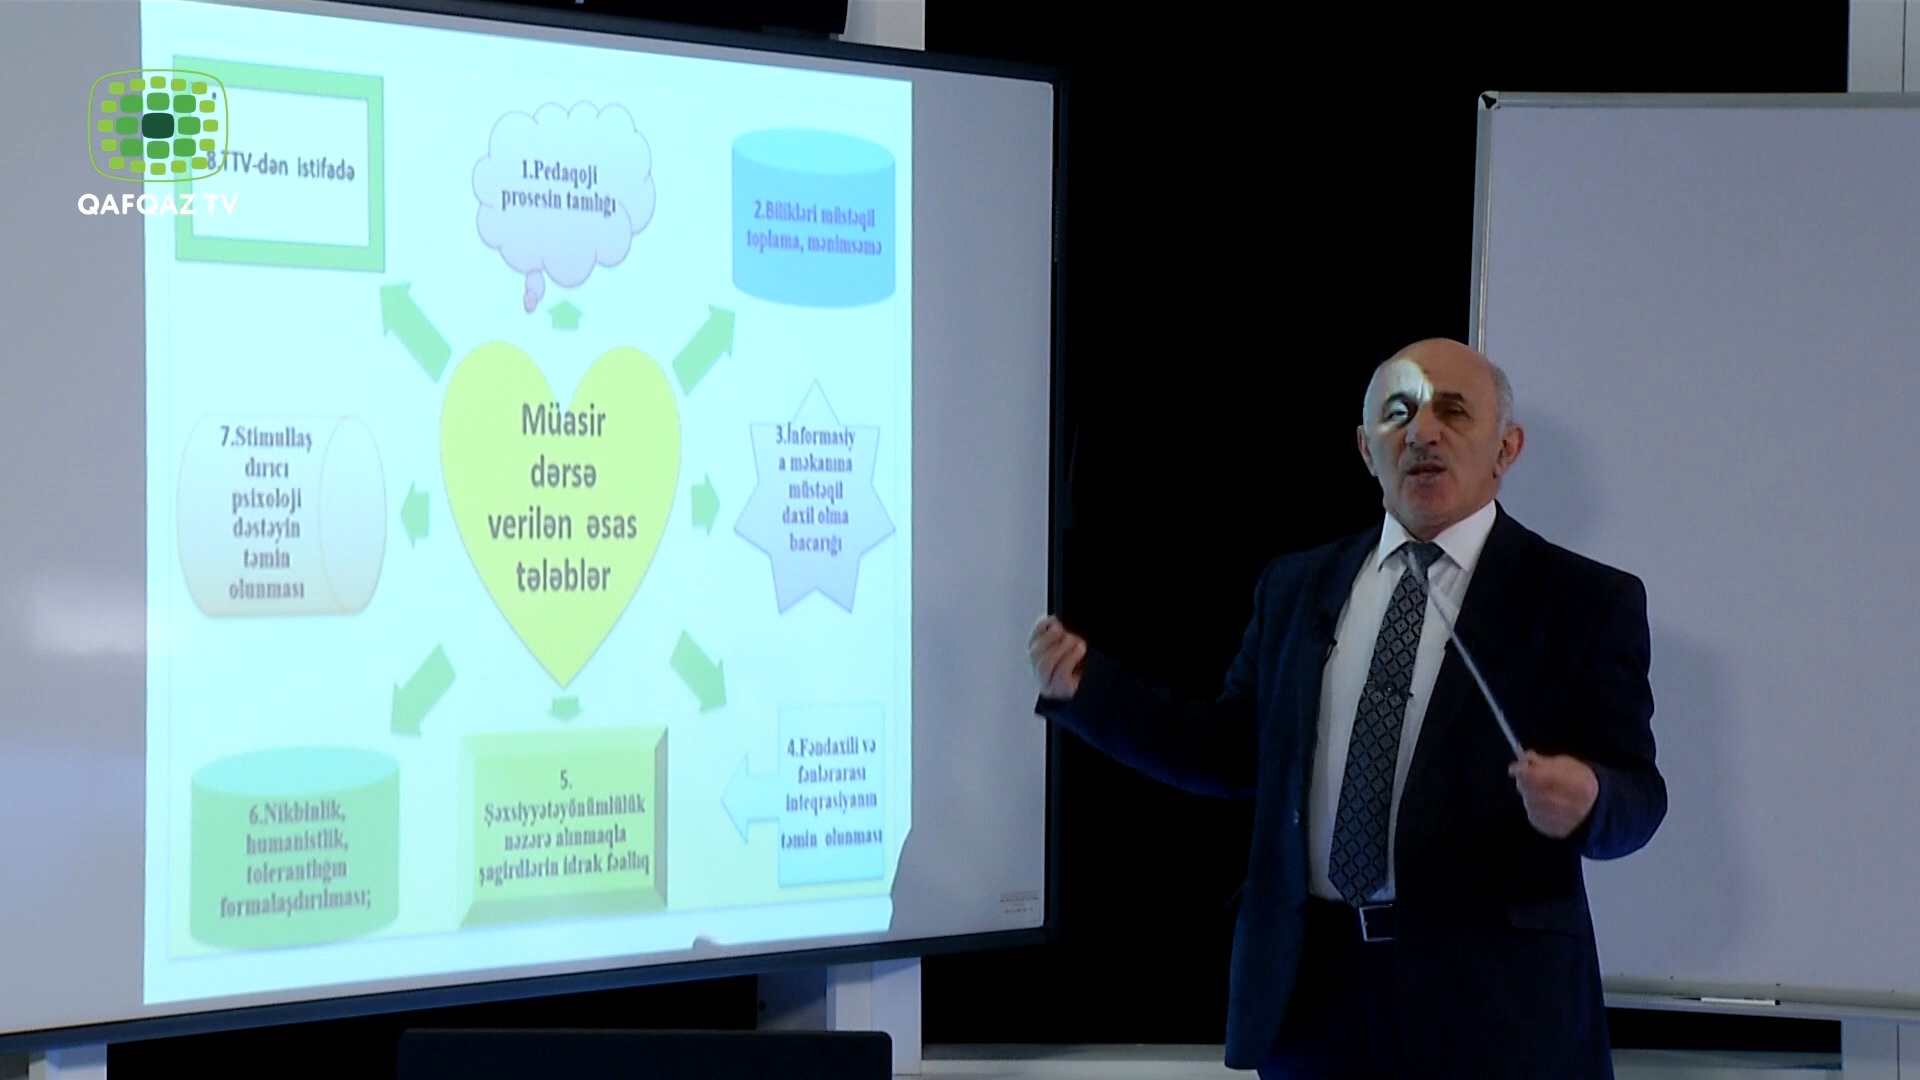 QAFQAZ TV
8.TTV-dən istifadə
1.Pedaqoji
prosesin tamlığı
2.Bilikləri müstəqil
toplama, mənimsəmə
3.İnformasiy
a məkanına
müstəqil
daxil olma
bacarığı
4.Fəndaxili və
fənlərarası
inteqrasiyanın
təmin olunması
5.
Şəxsiyyətəyönümlülük
nəzərə alınmaqla
şagirdlərin idrak fəallıq
6.Nikbinlik,
humanistlik,
tolerantlığın
formalaşdırılması;
7.Stimullaş
dırıcı
psixoloji
dəstəyin
təmin
olunması
Müasir
dərsə
verilən əsas
tələblər